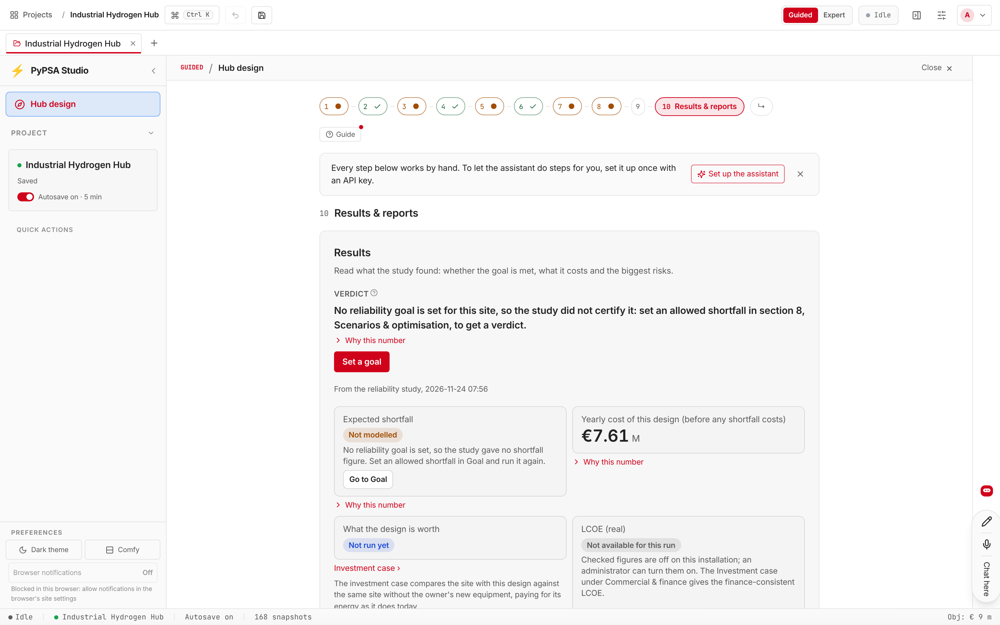 Projects / Industrial Hydrogen Hub ⌘ Ctrl K Guided Expert Idle A
Industrial Hydrogen Hub
PyPSA Studio
GUIDED / Hub design
Close
Hub design
1 2 3 4 5 6 7 8 9 10 Results & reports
PROJECT
Guide
Industrial Hydrogen Hub
Saved
Autosave on · 5 min
QUICK ACTIONS
Every step below works by hand. To let the assistant do steps for you, set it up once with
an API key.
Set up the assistant
10 Results & reports
Results
Read what the study found: whether the goal is met, what it costs and the biggest risks.
VERDICT
No reliability goal is set for this site, so the study did not certify it: set an allowed shortfall in section 8,
Scenarios & optimisation, to get a verdict.
Why this number
Set a goal
From the reliability study, 2026-11-24 07:56
Expected shortfall
Not modelled
No reliability goal is set, so the study gave no shortfall
figure. Set an allowed shortfall in Goal and run it again.
Go to Goal
Why this number
Yearly cost of this design (before any shortfall costs)
€7.61 M
Why this number
What the design is worth
Not run yet
Investment case ›
The investment case compares the site with this design against
the same site without the owner's new equipment, paying for its
energy as it does today
LCOE (real)
Not available for this run
Checked figures are off on this installation; an
administrator can turn them on. The Investment case
under Commercial & finance gives the finance-consistent
LCOE.
Chat here
PREFERENCES
Dark theme
Comfy
Browser notifications Off
Blocked in this browser: allow notifications in the
browser's site settings
Idle Industrial Hydrogen Hub Autosave on 168 snapshots Obj: € 9 m